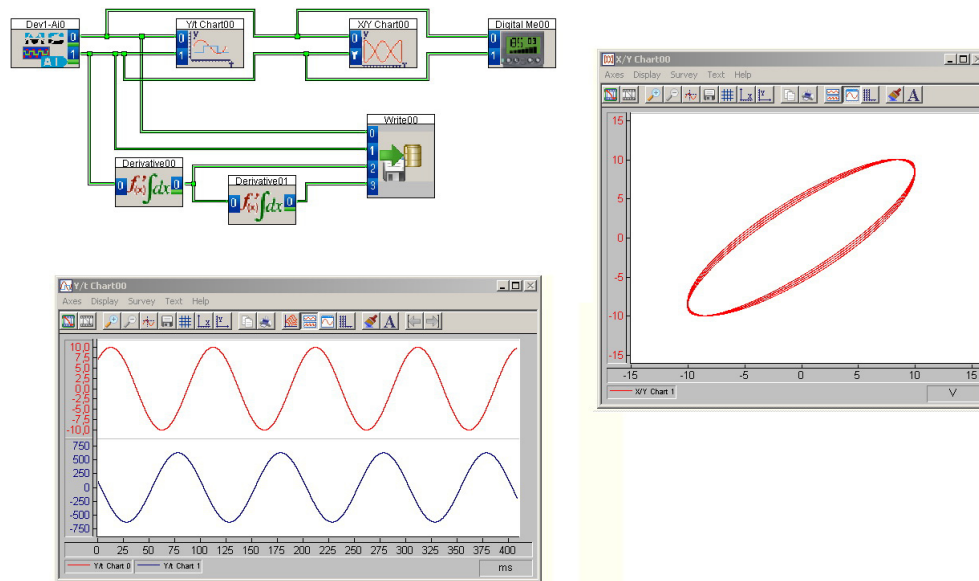 Dev1-Ai0
0
1
AI
Y/t Chart00
0
1
X/Y Chart00
0
Y
Digital Me00
0
1
Write00
0
1
2
3
Derivative00
0
0
Derivative01
0
0
X/Y Chart00
Axes Display Survey Text Help
15
10
5
0
-5
-10
-15
-15 -10 -5 0 5 10 15
X/Y Chart 1
V
Y/t Chart00
Axes Display Survey Text Help
10,0
7,5
5,0
2,5
0,0
-2,5
-5,0
-7,5
-10,0
750
500
250
0
-250
-500
-750
0 25 50 75 100 125 150 175 200 225 250 275 300 325 350 375 400
Y/t Chart 0 Y/t Chart 1
ms